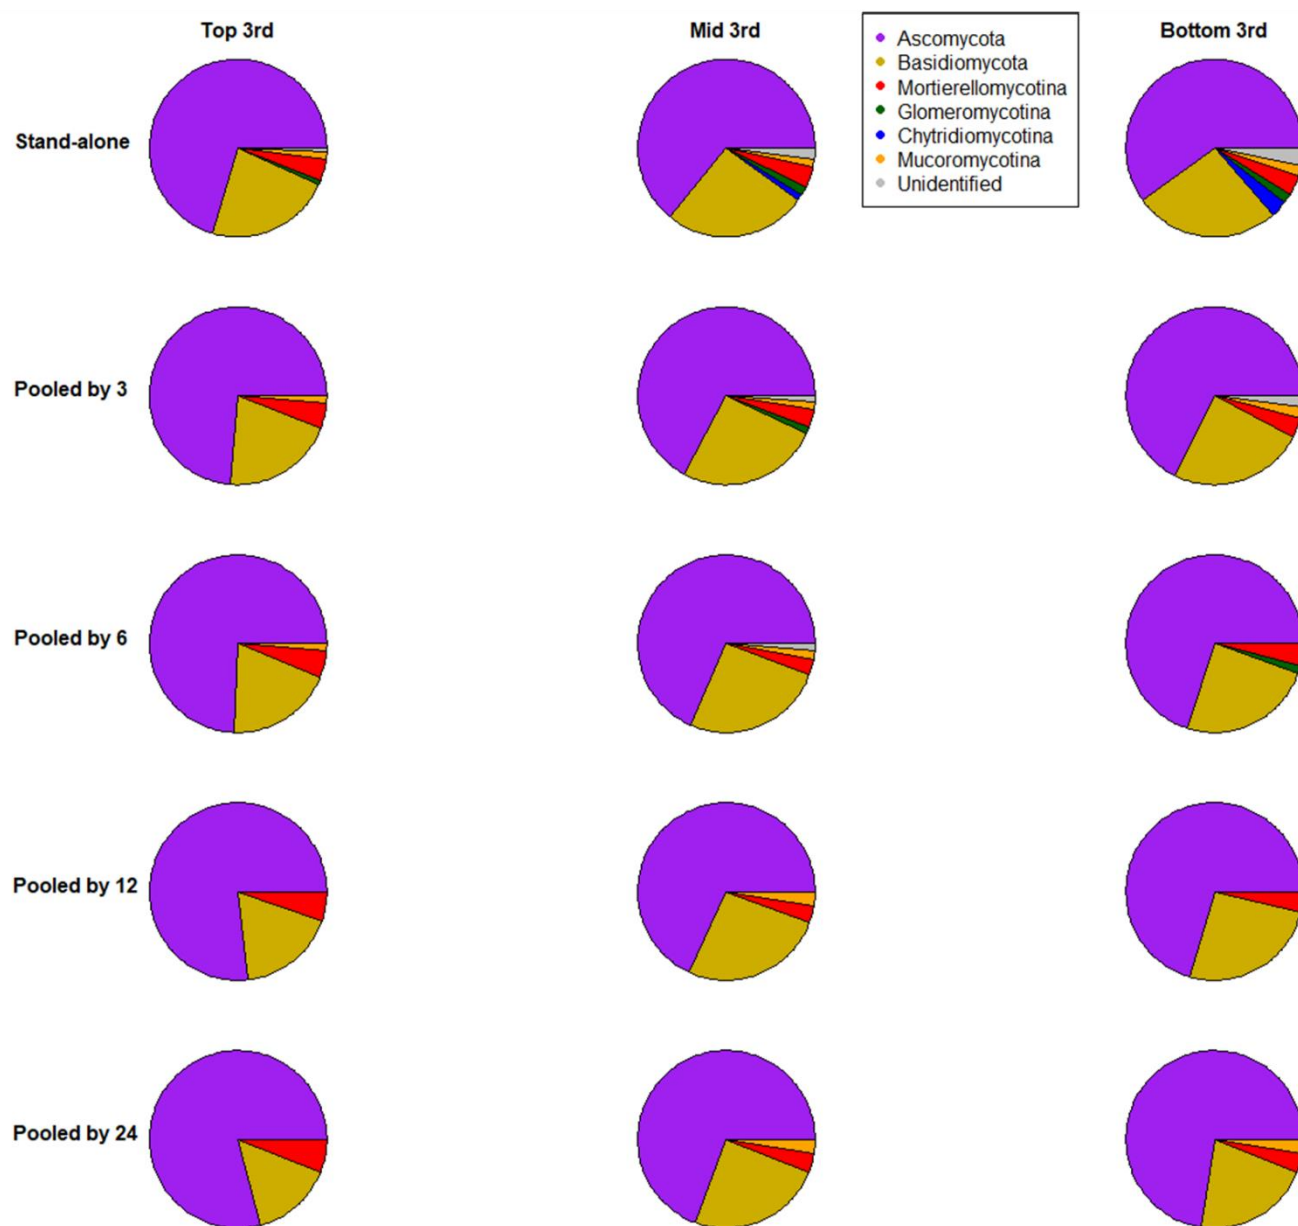 Top 3rd
Mid 3rd
Bottom 3rd
Ascomycota
Basidiomycota
Mortierellomycotina
Glomeromycotina
Chytridiomycotina
Mucoromycotina
Unidentified
Stand-alone
Pooled by 3
Pooled by 6
Pooled by 12
Pooled by 24